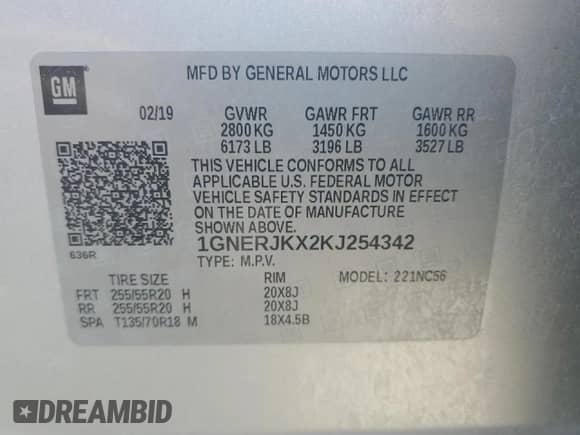 GM
MFD BY GENERAL MOTORS LLC
02/19 GVWR GAWR FRT GAWR RR
2800 KG 1450 KG 1600 KG
6173 LB 3196 LB 3527 LB
THIS VEHICLE CONFORMS TO ALL
APPLICABLE U.S. FEDERAL MOTOR
VEHICLE SAFETY STANDARDS IN EFFECT
ON THE DATE OF MANUFACTURE
SHOWN ABOVE.
636R
1GNERJKX2KJ254342
TYPE: M.P.V.
TIRE SIZE RIM MODEL: 221NC56
FRT 255/55R20 H 20X8J
RR 255/55R20 H 20X8J
SPA T135/70R18 M 18X4.5B
DREAMBID